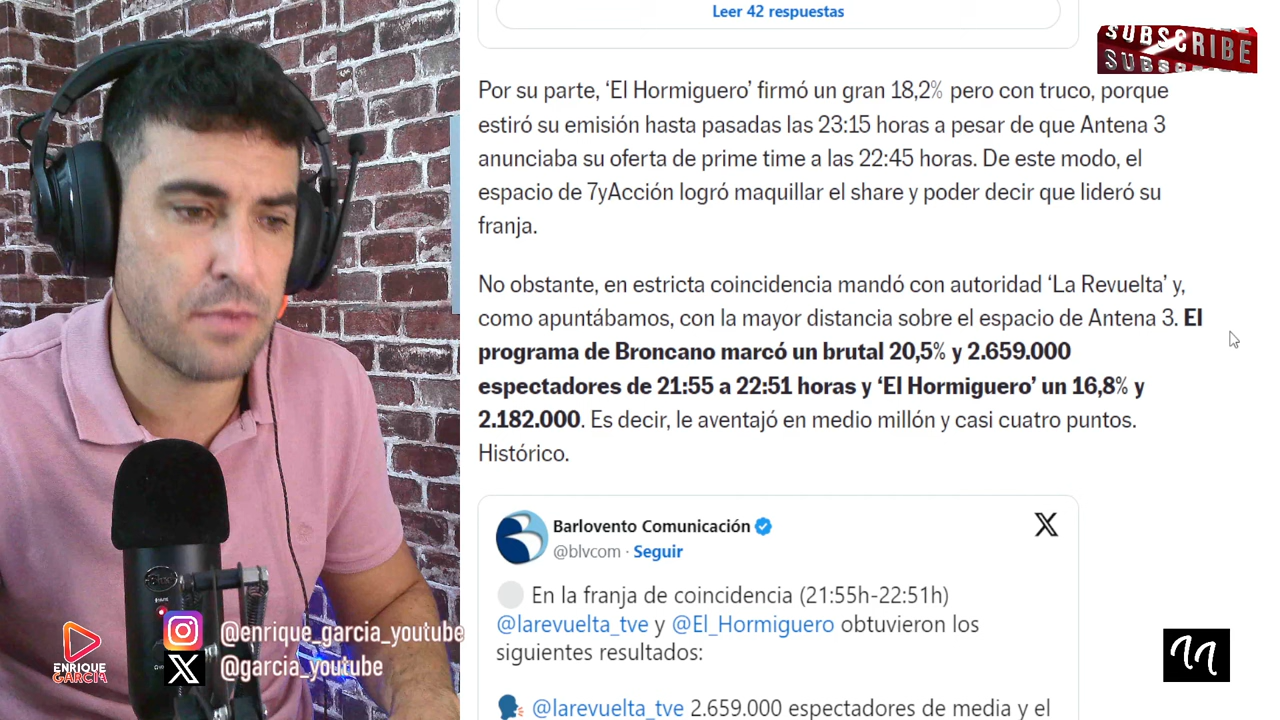 Leer 42 respuestas
SUBSCRIBE
SUBSCRIBE
Por su parte, ‘El Hormiguero’ firmó un gran 18,2% pero con truco, porque
estiró su emisión hasta pasadas las 23:15 horas a pesar de que Antena 3
anunciaba su oferta de prime time a las 22:45 horas. De este modo, el
espacio de 7yAcción logró maquillar el share y poder decir que lideró su
franja.
No obstante, en estricta coincidencia mandó con autoridad ‘La Revuelta’ y,
como apuntábamos, con la mayor distancia sobre el espacio de Antena 3. El
programa de Broncano marcó un brutal 20,5% y 2.659.000
espectadores de 21:55 a 22:51 horas y ‘El Hormiguero’ un 16,8% y
2.182.000. Es decir, le aventajó en medio millón y casi cuatro puntos.
Histórico.
Barlovento Comunicación
@blvcom · Seguir
En la franja de coincidencia (21:55h-22:51h)
@larevuelta_tve y @El_Hormiguero obtuvieron los
siguientes resultados:
@larevuelta_tve 2.659.000 espectadores de media y el
ENRIQUE
GARCIA
@enrique_garcia_youtube
@garcia_youtube